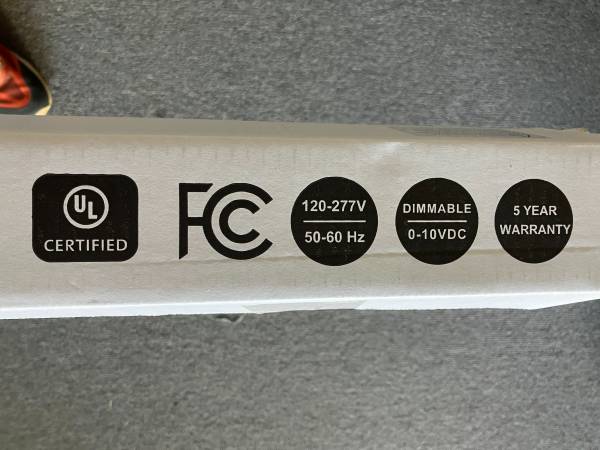 UL
CERTIFIED
FC
120-277V
50-60 Hz
DIMMABLE
0-10VDC
5 YEAR
WARRANTY